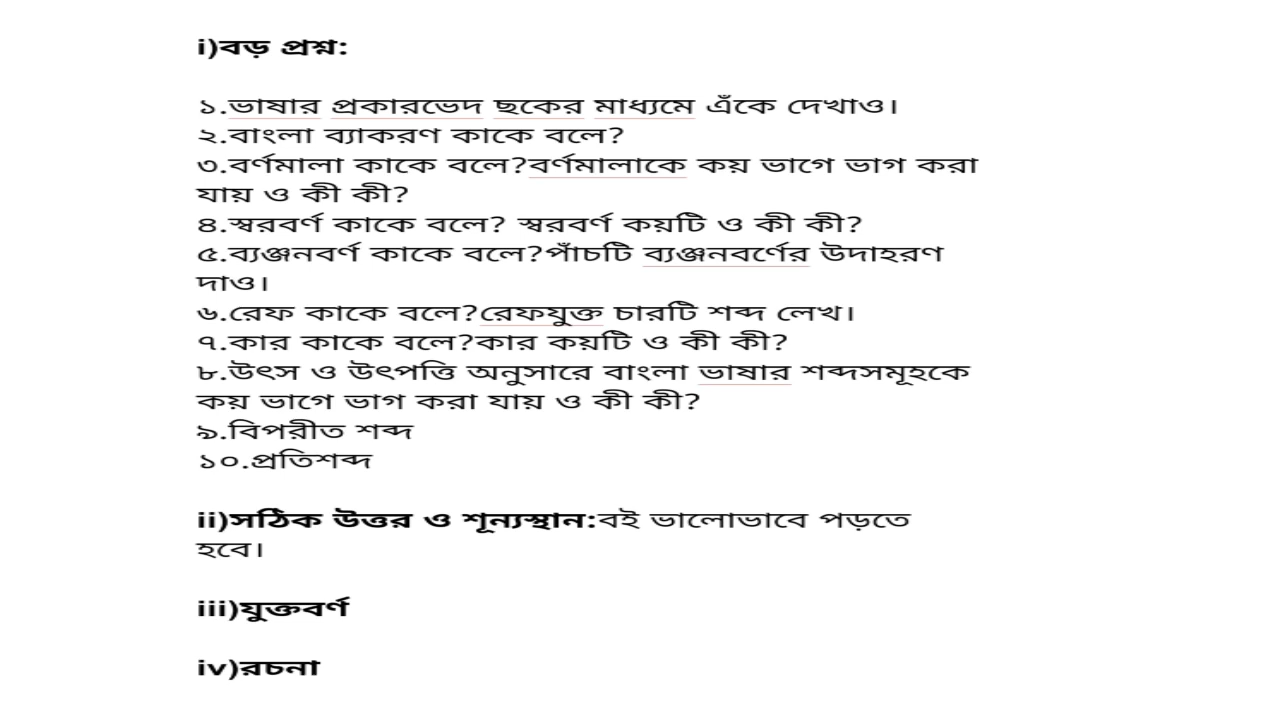 i)বড় প্রশ্ন:
১.ভাষার প্রকারভেদ ছকের মাধ্যমে এঁকে দেখাও।
২.বাংলা ব্যাকরণ কাকে বলে?
৩.বর্ণমালা কাকে বলে?বর্ণমালাকে কয় ভাগে ভাগ করা
যায় ও কী কী?
৪.স্বরবর্ণ কাকে বলে? স্বরবর্ণ কয়টি ও কী কী?
৫.ব্যঞ্জনবর্ণ কাকে বলে?পাঁচটি ব্যঞ্জনবর্ণের উদাহরণ
দাও।
৬.রেফ কাকে বলে?রেফযুক্ত চারটি শব্দ লেখ।
৭.কার কাকে বলে?কার কয়টি ও কী কী?
৮.উৎস ও উৎপত্তি অনুসারে বাংলা ভাষার শব্দসমূহকে
কয় ভাগে ভাগ করা যায় ও কী কী?
৯.বিপরীত শব্দ
১০.প্রতিশব্দ
ii)সঠিক উত্তর ও শূন্যস্থান:বই ভালোভাবে পড়তে
হবে।
iii)যুক্তবর্ণ
iv)রচনা